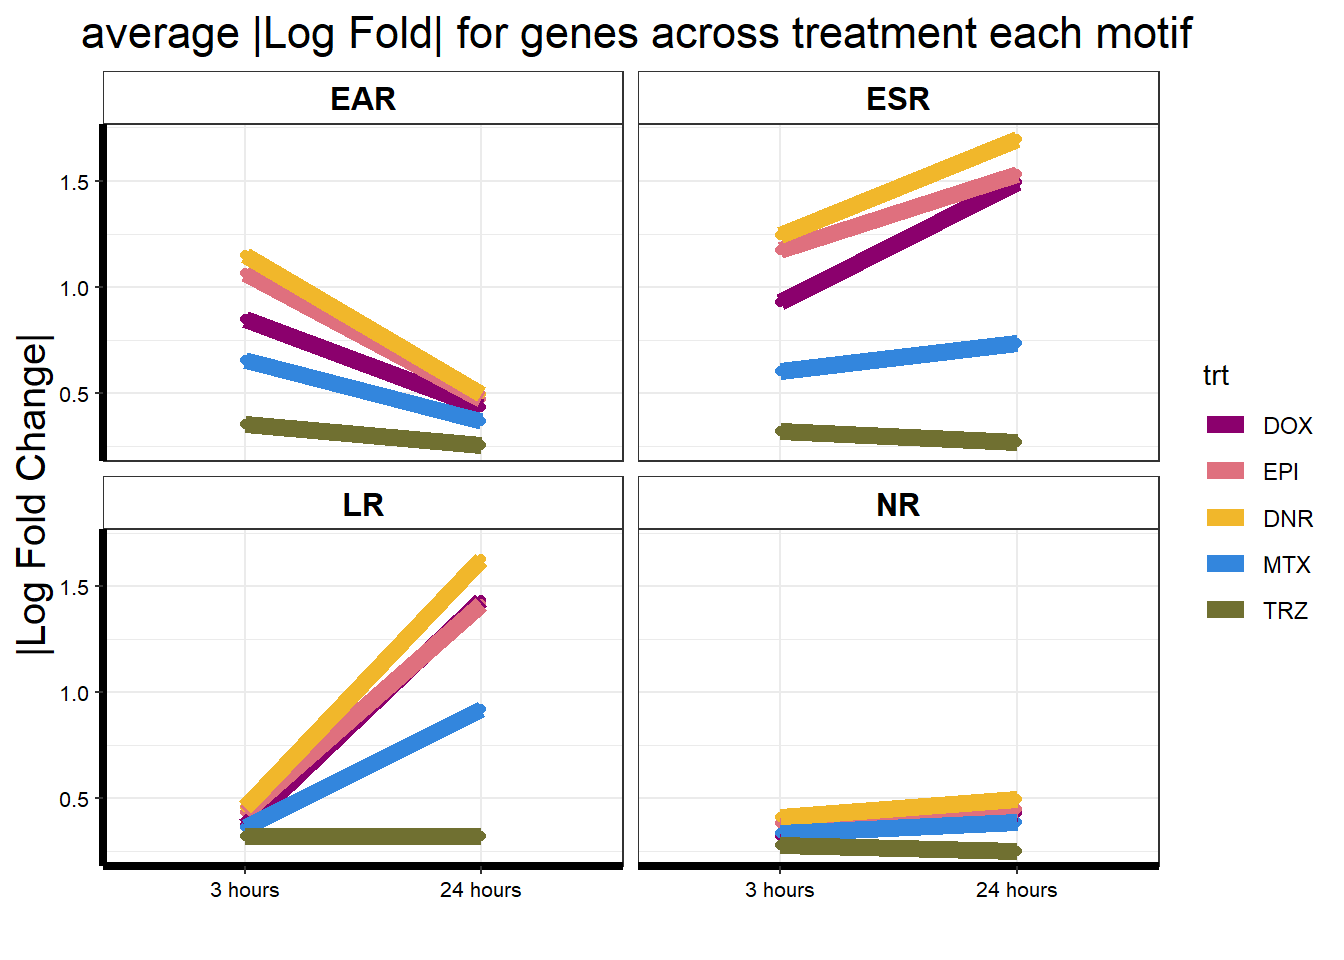 average |Log Fold| for genes across treatment each motif
EAR
ESR
1.5
1.0
0.5
|Log Fold Change|
LR
NR
1.5
1.0
0.5
3 hours
24 hours
3 hours
24 hours
trt
DOX
EPI
DNR
MTX
TRZ